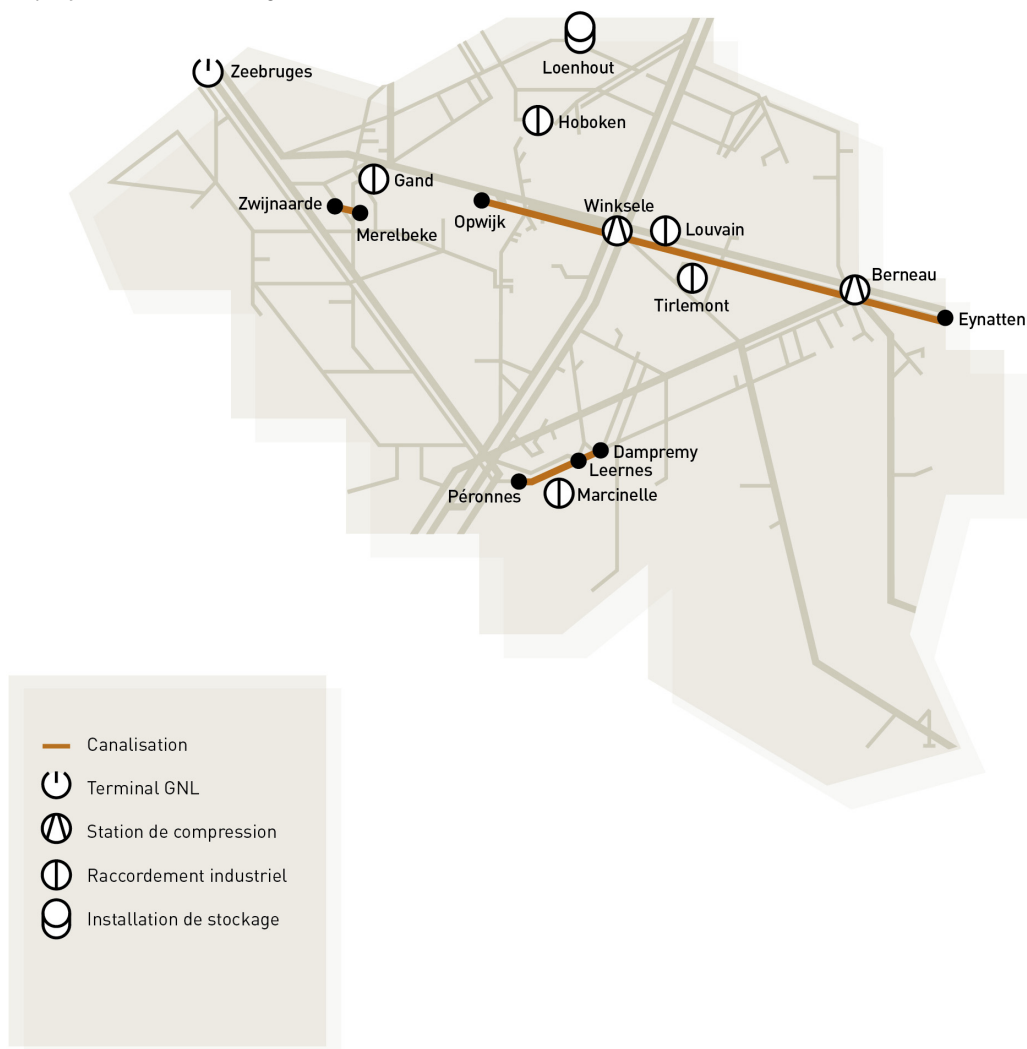 Loenhout
Zeebruges
Hoboken
Gand
Zwijnaarde
Merelbeke
Opwijk
Winksele
Louvain
Tirlemont
Berneau
Eynatten
Dampremy
Leernes
Péronnes
Marcinelle
Canalisation
Terminal GNL
Station de compression
Raccordement industriel
Installation de stockage